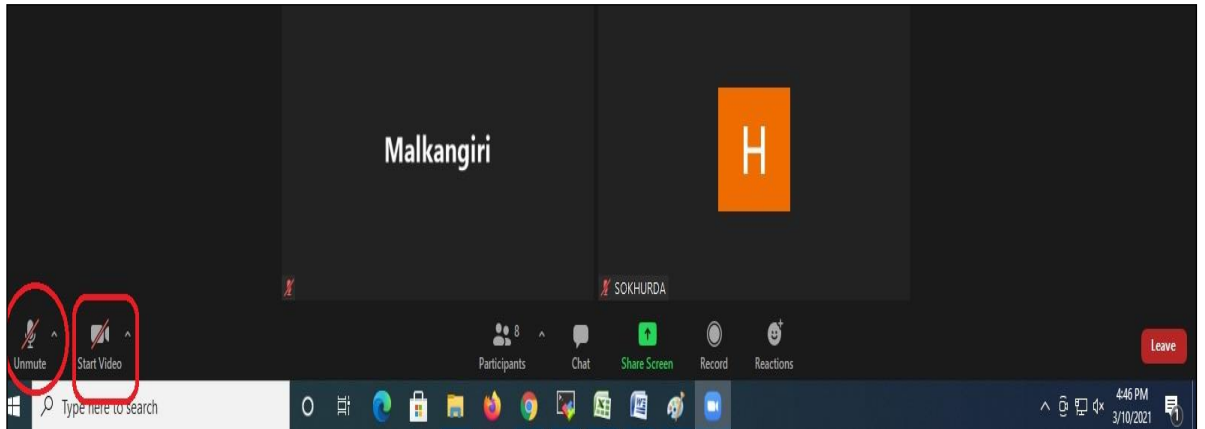 Malkangiri
H
SOKHURDA
Unmute
Start Video
8
Participants
Chat
Share Screen
Record
Reactions
Leave
Type here to search
4:46 PM
3/10/2021
1